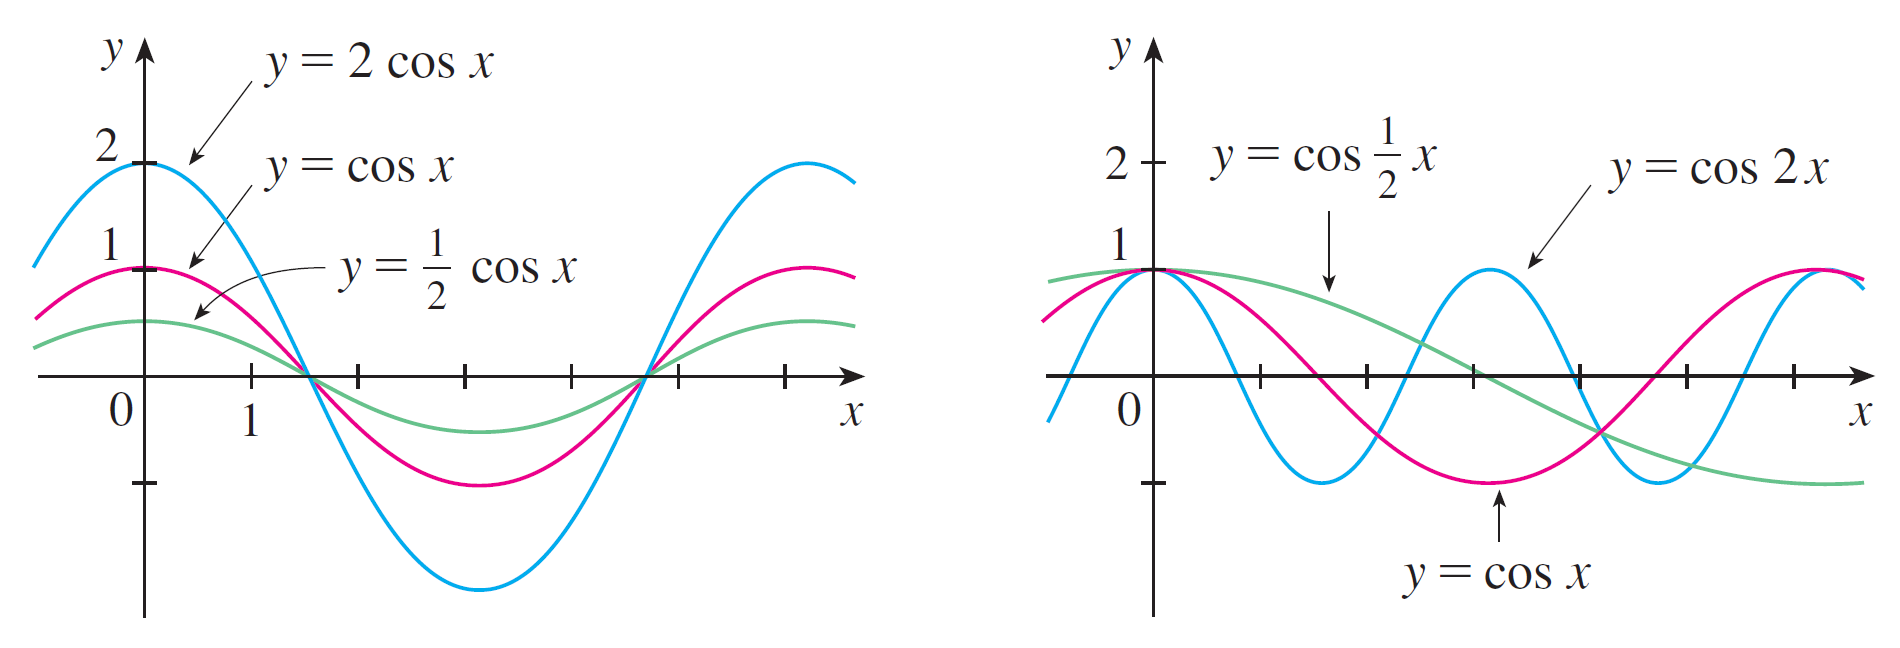 y
y = 2 cos x
2
y = cos x
1
y = 1/2 cos x
0
1
x
y
y = cos 1/2 x
2
y = cos 2x
1
0
x
y = cos x